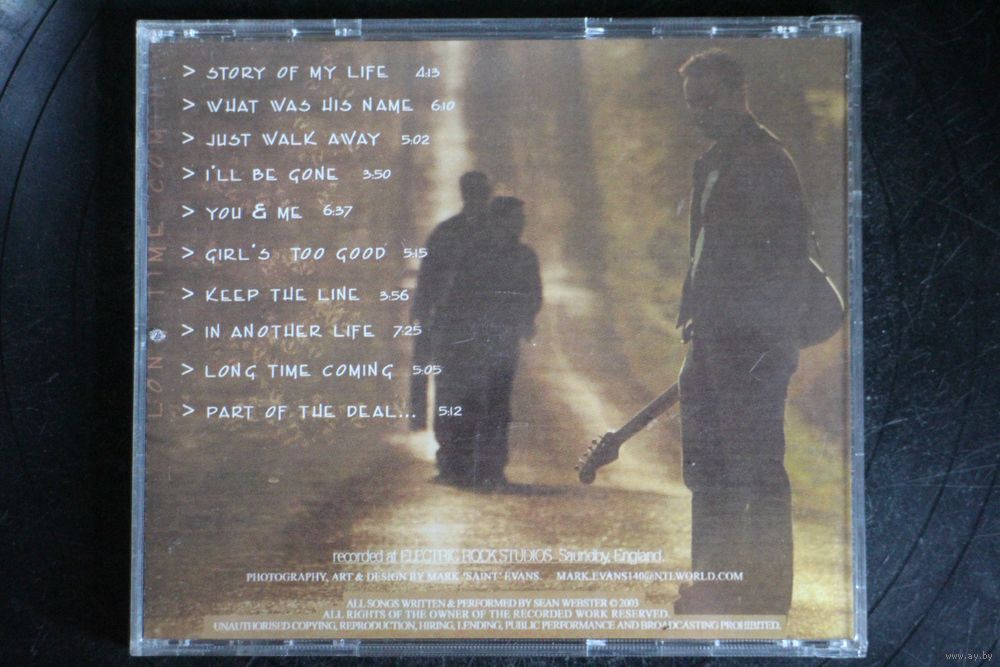 > STORY OF MY LIFE 4:13
> WHAT WAS HIS NAME 6:10
> JUST WALK AWAY 5:02
> I'LL BE GONE 3:50
> YOU & ME 6:37
> GIRL'S TOO GOOD 5:15
> KEEP THE LINE 3:56
> IN ANOTHER LIFE 7:25
> LONG TIME COMING 5:05
> PART OF THE DEAL... 5:12
recorded at ELECTRIC ROCK STUDIOS Saundby, England.
PHOTOGRAPHY, ART & DESIGN BY MARK 'SAINT' EVANS. MARK.EVANS140@NTLWORLD.COM
ALL SONGS WRITTEN & PERFORMED BY SEAN WEBSTER © 2003
ALL RIGHTS OF THE OWNER OF THE RECORDED WORK RESERVED.
UNAUTHORISED COPYING, REPRODUCTION, HIRING, LENDING, PUBLIC PERFORMANCE AND BROADCASTING PROHIBITED.
www.ay.by